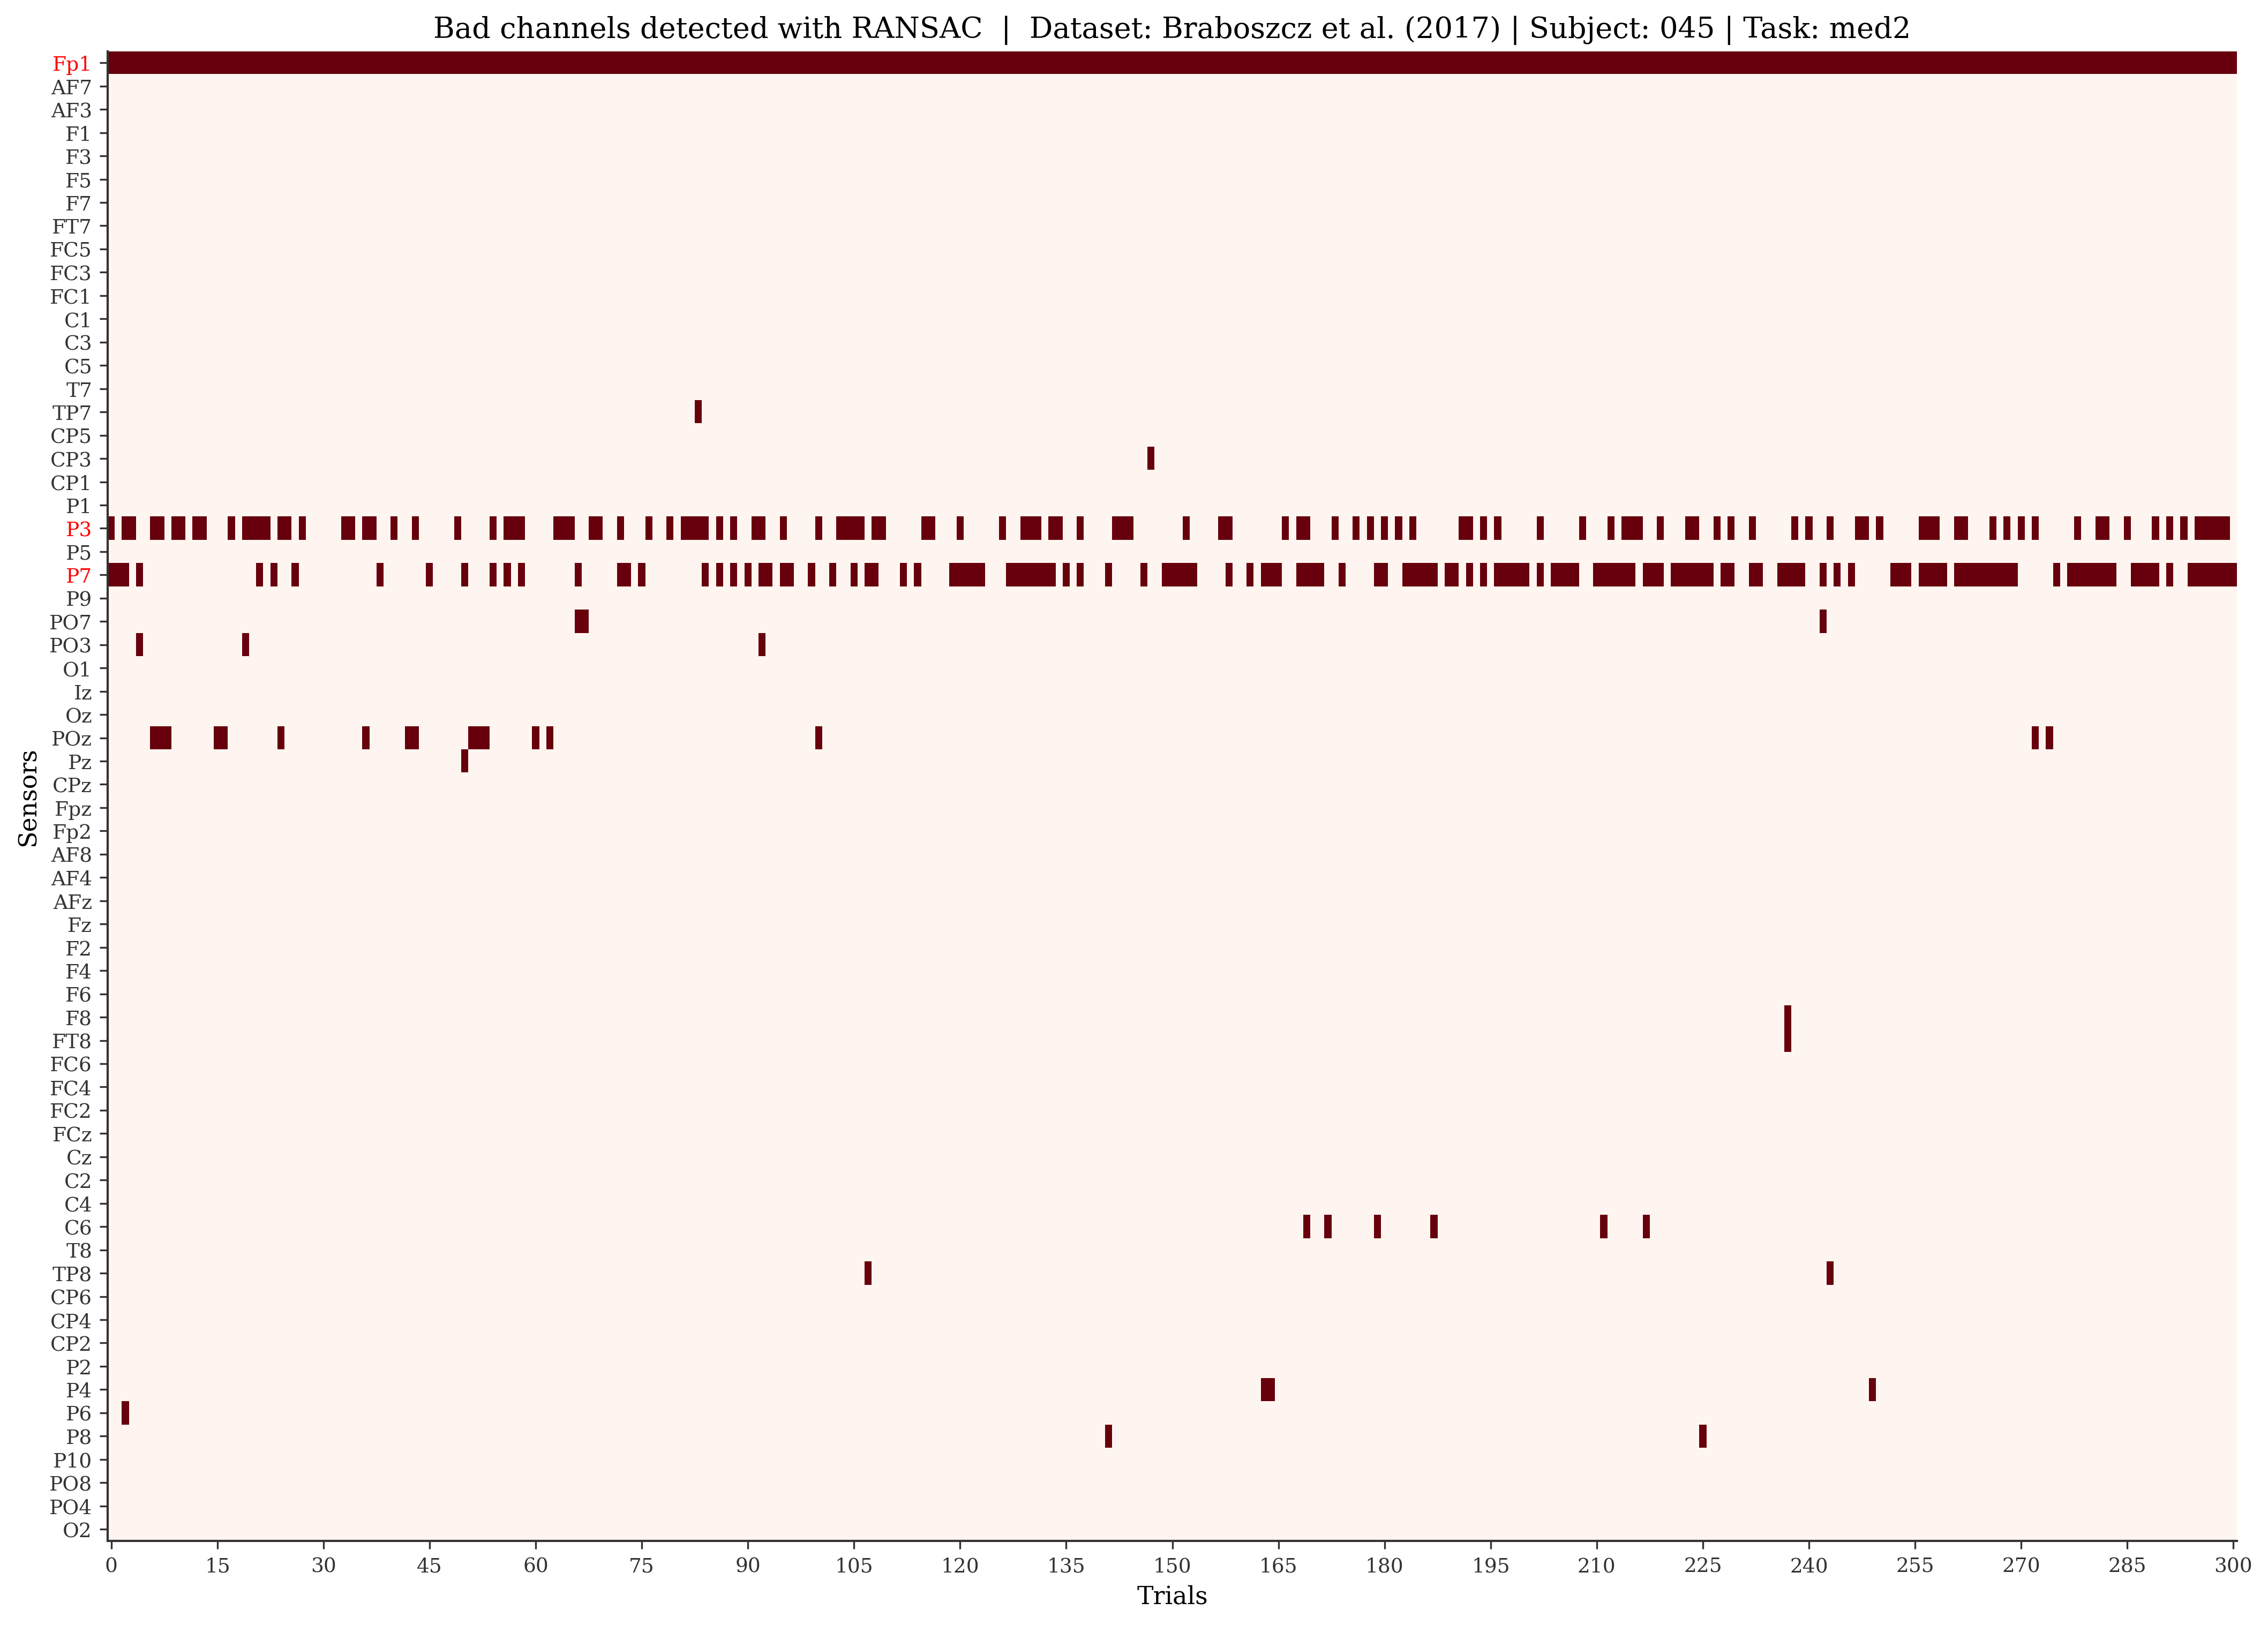 Bad channels detected with RANSAC | Dataset: Braboszcz et al. (2017) | Subject: 045 | Task: med2
Sensors
Fp1
AF7
AF3
F1
F3
F5
F7
FT7
FC5
FC3
FC1
C1
C3
C5
T7
TP7
CP5
CP3
CP1
P1
P3
P5
P7
P9
PO7
PO3
O1
Iz
Oz
POz
Pz
CPz
Fpz
Fp2
AF8
AF4
AFz
Fz
F2
F4
F6
F8
FT8
FC6
FC4
FC2
FCz
Cz
C2
C4
C6
T8
TP8
CP6
CP4
CP2
P2
P4
P6
P8
P10
PO8
PO4
O2
0 15 30 45 60 75 90 105 120 135 150 165 180 195 210 225 240 255 270 285 300
Trials